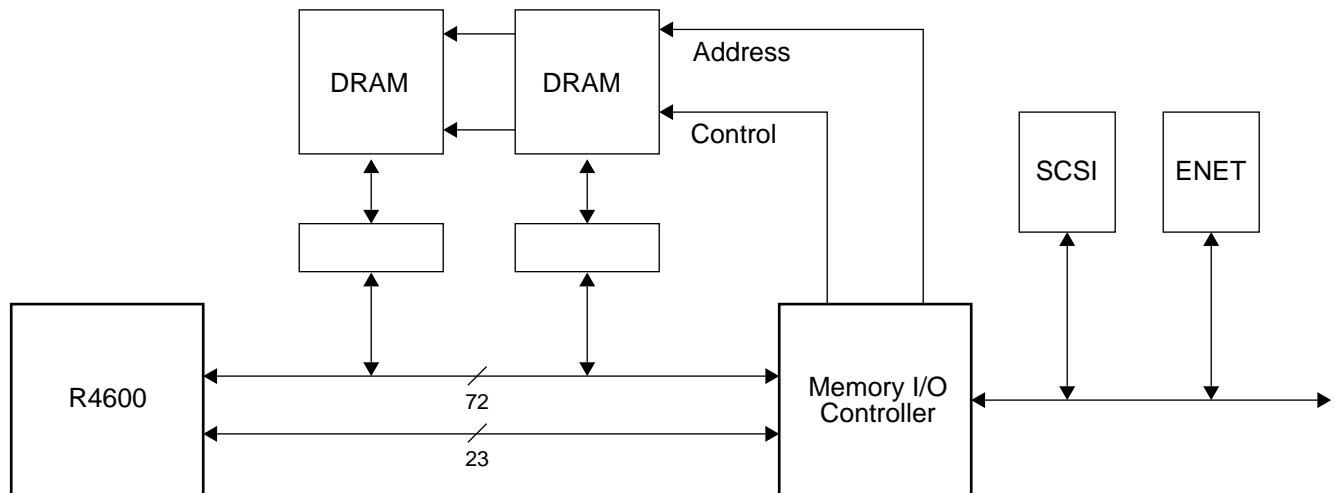 DRAM
DRAM
Address
Control
SCSI
ENET
R4600
72
23
Memory I/O
Controller